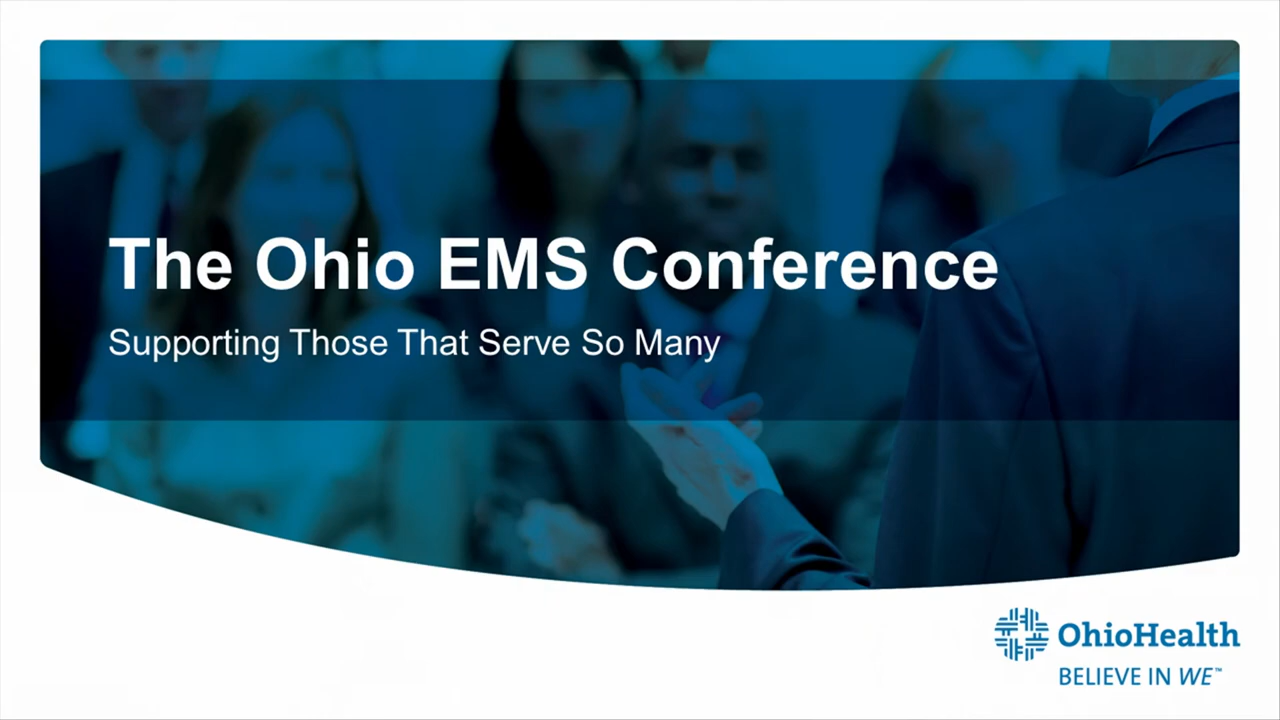 The Ohio EMS Conference
Supporting Those That Serve So Many
OhioHealth
BELIEVE IN WE™